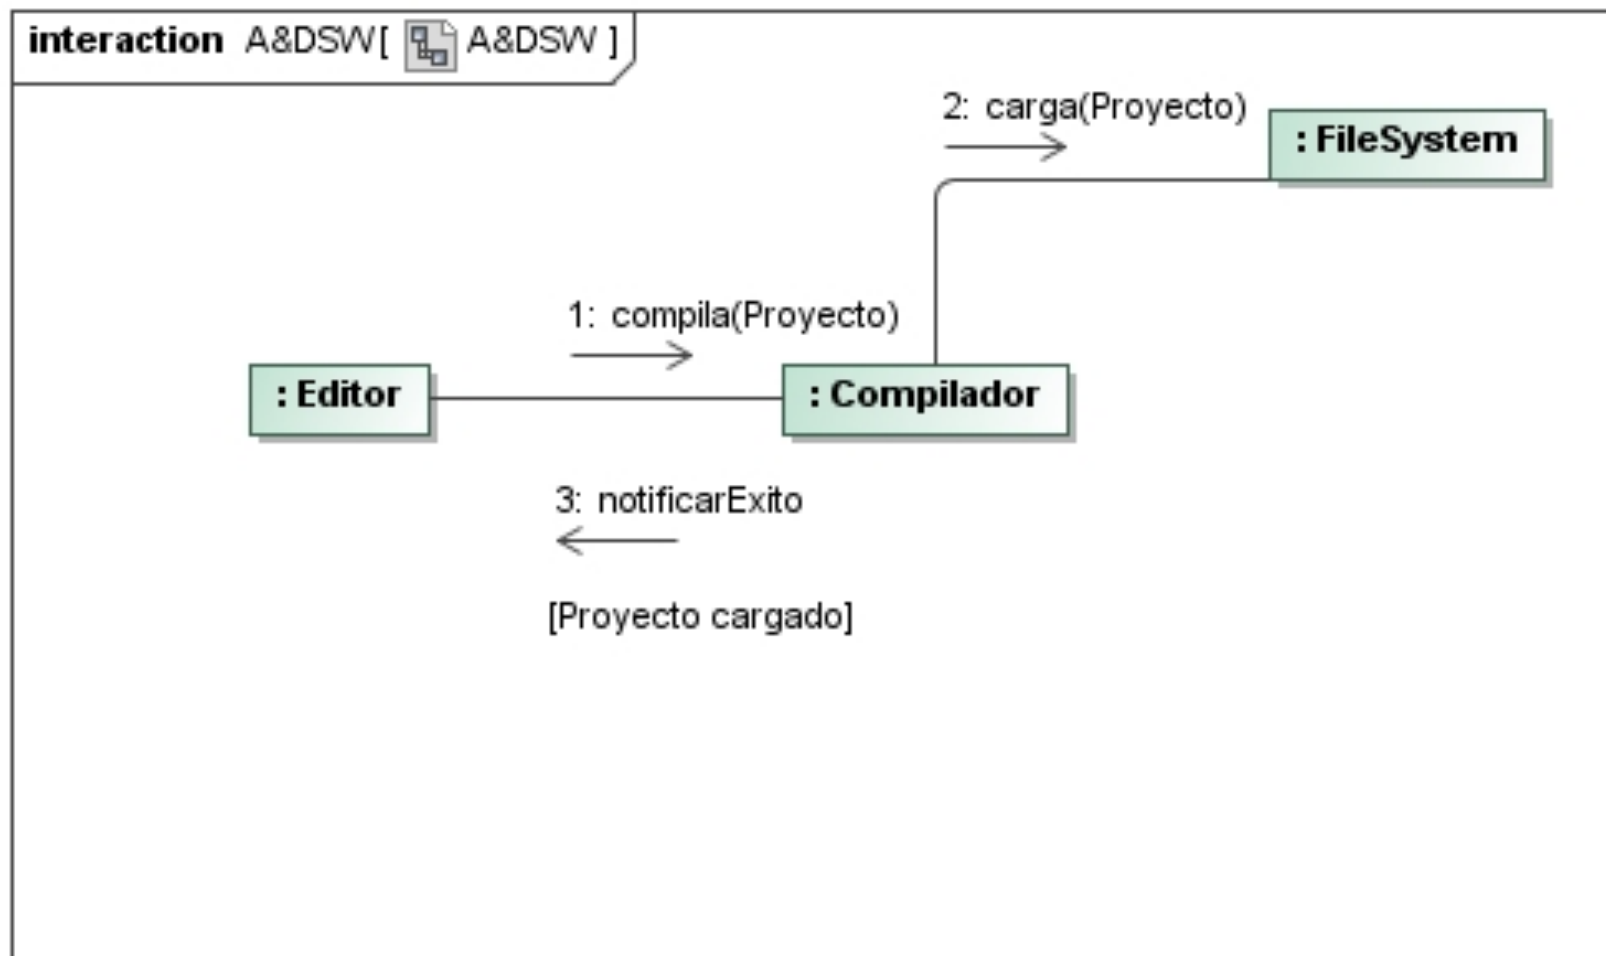 interaction A&DSW[ A&DSW ]
2: carga(Proyecto)
: FileSystem
1: compila(Proyecto)
: Editor
: Compilador
3: notificarExito
[Proyecto cargado]